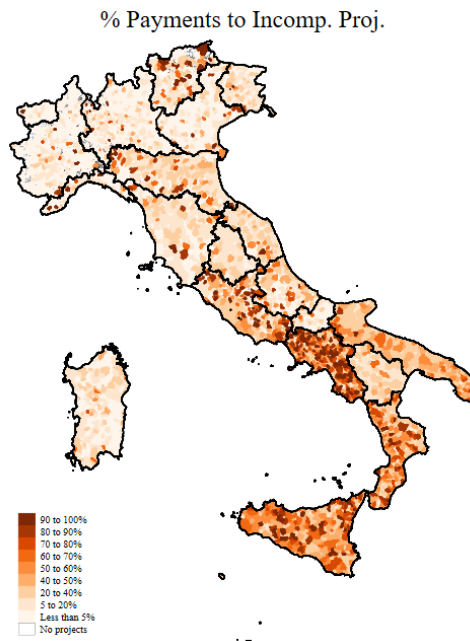 % Payments to Incomp. Proj.
90 to 100%
80 to 90%
70 to 80%
60 to 70%
50 to 60%
40 to 50%
20 to 40%
5 to 20%
Less than 5%
No projects